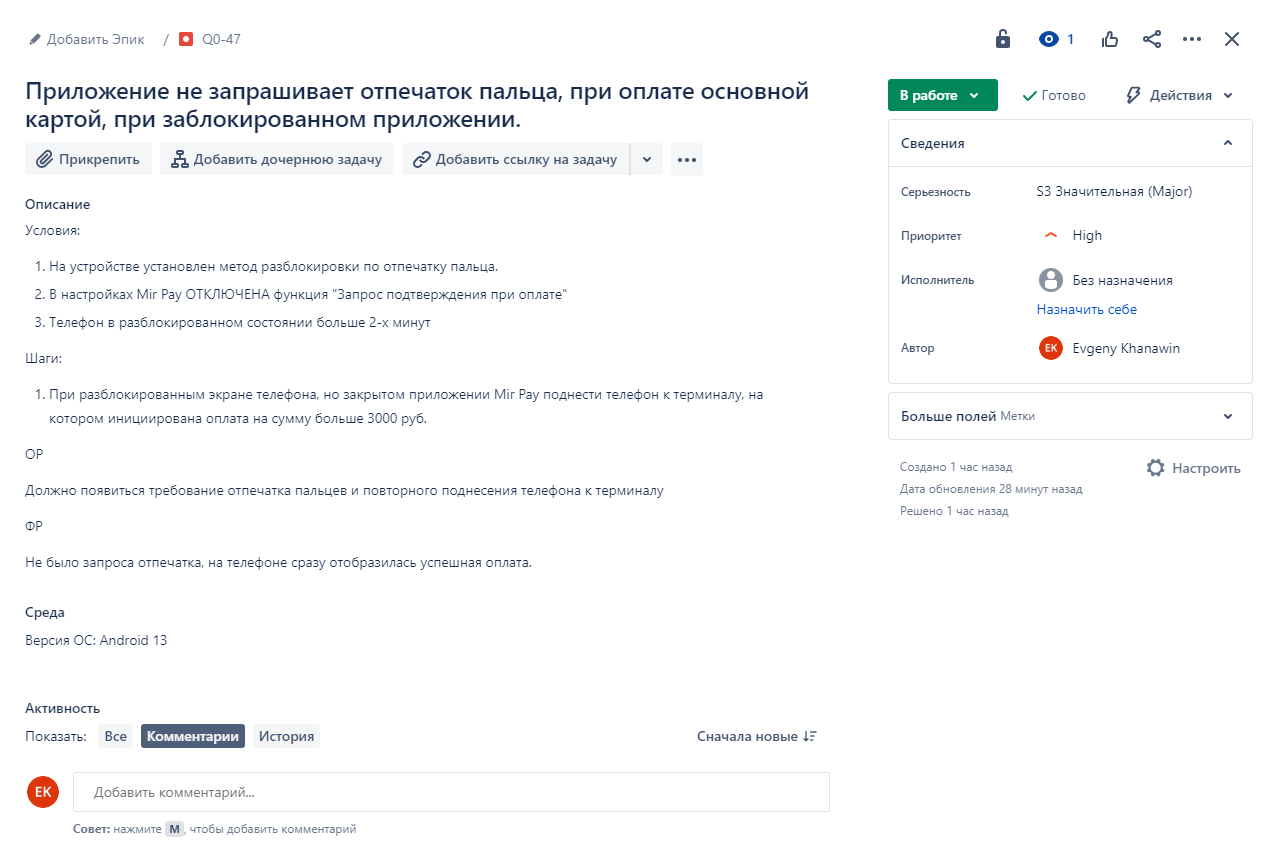 Добавить Эпик / Q0-47
1
Приложение не запрашивает отпечаток пальца, при оплате основной
картой, при заблокированном приложении.
Прикрепить Добавить дочернюю задачу Добавить ссылку на задачу
Описание
Условия:
1. На устройстве установлен метод разблокировки по отпечатку пальца.
2. В настройках Mir Pay ОТКЛЮЧЕНА функция "Запрос подтверждения при оплате"
3. Телефон в разблокированном состоянии больше 2-х минут
Шаги:
1. При разблокированным экране телефона, но закрытом приложении Mir Pay поднести телефон к терминалу, на
котором инициирована оплата на сумму больше 3000 руб.
ОР
Должно появиться требование отпечатка пальцев и повторного поднесения телефона к терминалу
ФР
Не было запроса отпечатка, на телефоне сразу отобразилась успешная оплата.
Среда
Версия ОС: Android 13
Активность
Показать: Все Комментарии История Сначала новые
EK Добавить комментарий...
Совет: нажмите M, чтобы добавить комментарий
В работе Готово Действия
Сведения
Серьезность S3 Значительная (Major)
Приоритет High
Исполнитель Без назначения
Назначить себе
Автор EK Evgeny Khanawin
Больше полей Метки
Создано 1 час назад Настроить
Дата обновления 28 минут назад
Решено 1 час назад